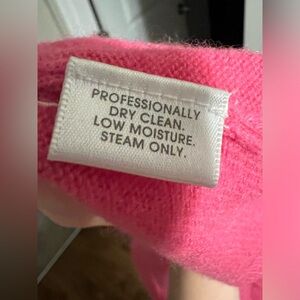 PROFESSIONALLY
DRY CLEAN.
LOW MOISTURE.
STEAM ONLY.